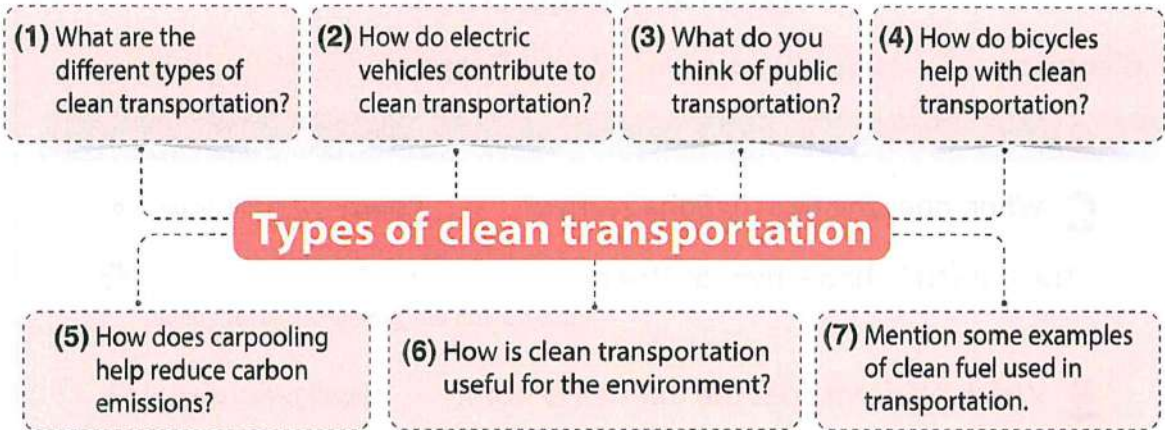 (1) What are the
different types of
clean transportation?
(2) How do electric
vehicles contribute to
clean transportation?
(3) What do you
think of public
transportation?
(4) How do bicycles
help with clean
transportation?
Types of clean transportation
(5) How does carpooling
help reduce carbon
emissions?
(6) How is clean transportation
useful for the environment?
(7) Mention some examples
of clean fuel used in
transportation.